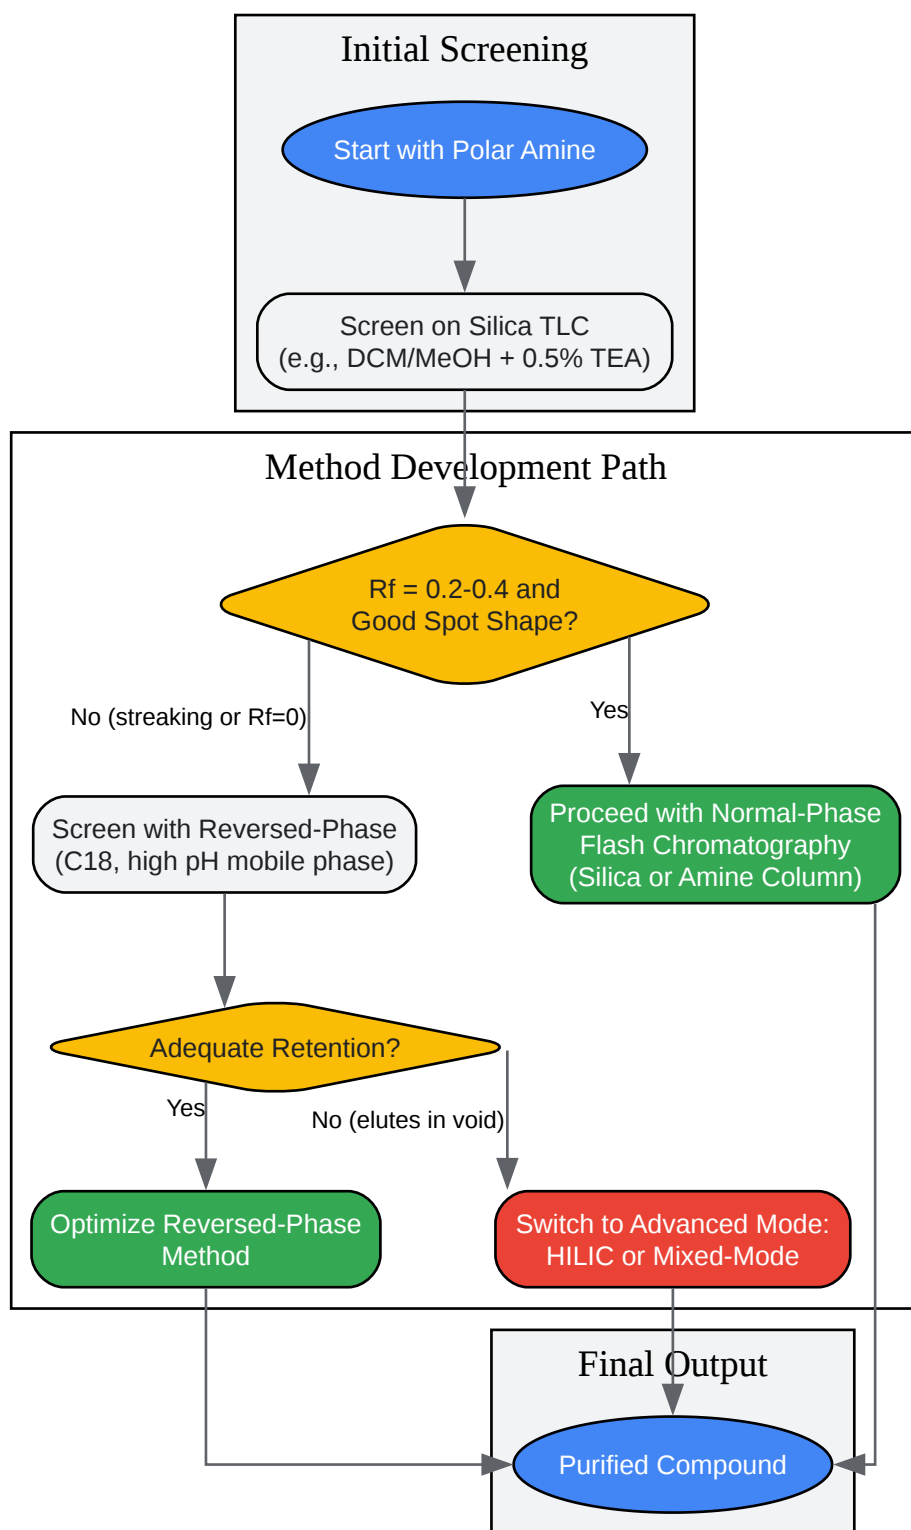 Initial Screening
Start with Polar Amine
Screen on Silica TLC
(e.g., DCM/MeOH + 0.5% TEA)
Method Development Path
Rf = 0.2-0.4 and
Good Spot Shape?
No (streaking or Rf=0)
Yes
Screen with Reversed-Phase
(C18, high pH mobile phase)
Proceed with Normal-Phase
Flash Chromatography
(Silica or Amine Column)
Adequate Retention?
Yes
No (elutes in void)
Optimize Reversed-Phase
Method
Switch to Advanced Mode:
HILIC or Mixed-Mode
Final Output
Purified Compound